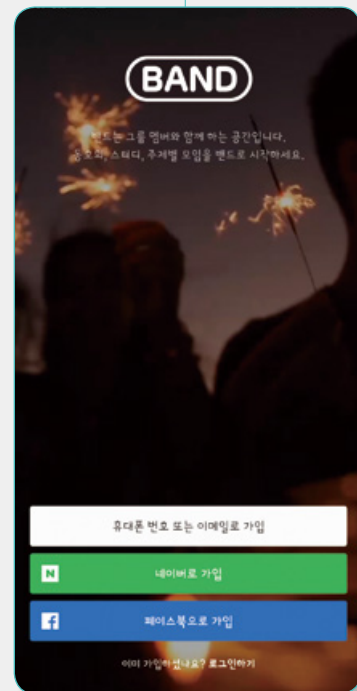 BAND
밴드는 그룹 멤버와 함께 하는 공간입니다.
동호회, 스터디, 주제별 모임을 밴드로 시작하세요.
휴대폰 번호 또는 이메일로 가입
N
네이버로 가입
f
페이스북으로 가입
이미 가입하셨나요? 로그인하기